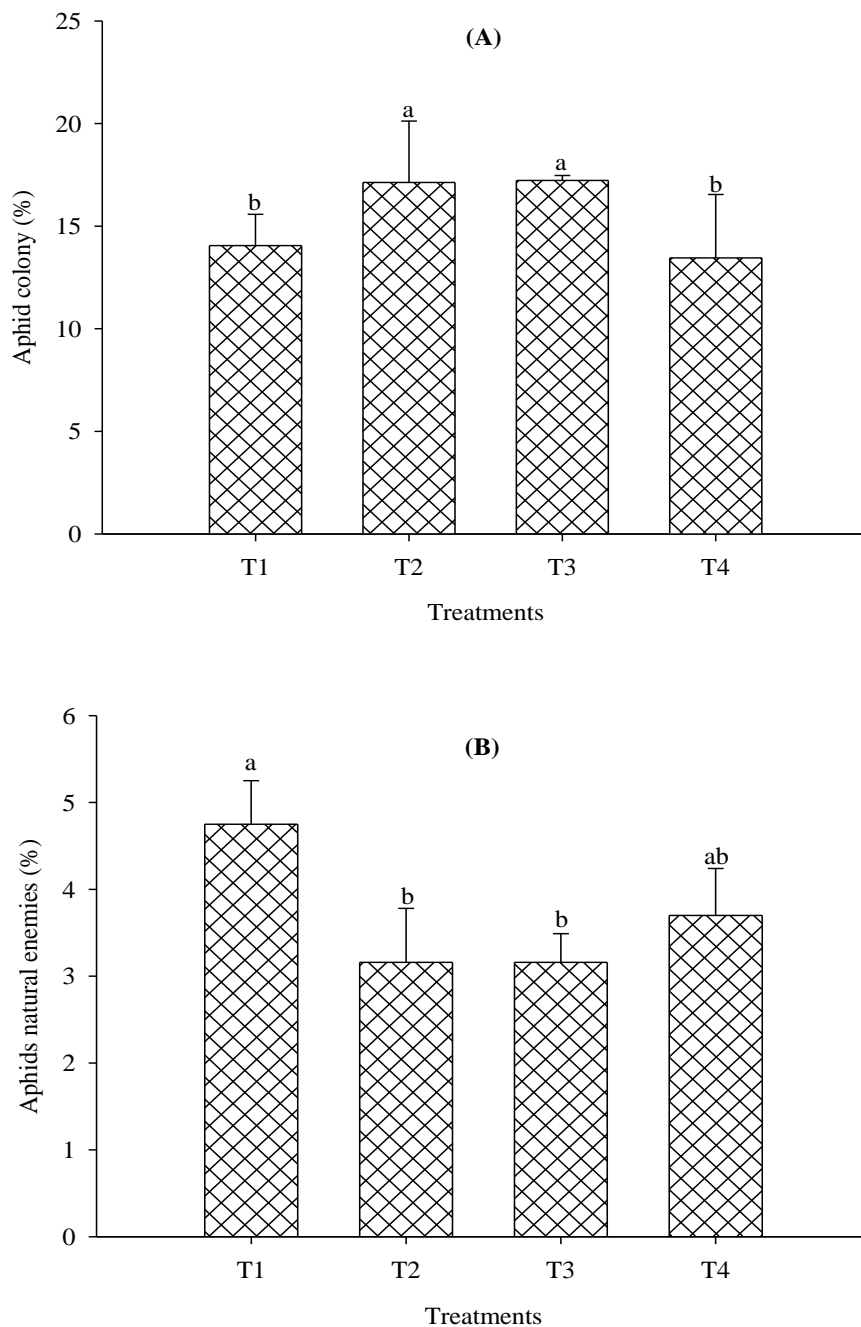 (A)
25
20
15
10
5
0
Aphid colony (%)
b
a
a
b
T1 T2 T3 T4
Treatments
(B)
6
5
4
3
2
1
0
Aphids natural enemies (%)
a
b
b
ab
T1 T2 T3 T4
Treatments